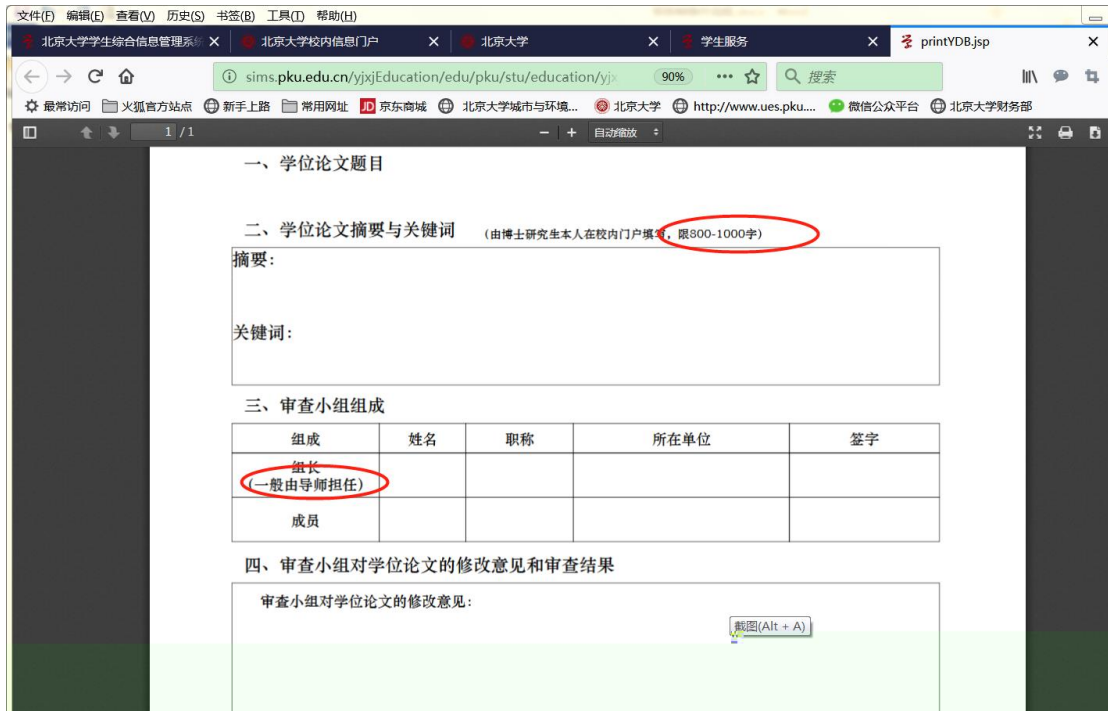 文件(F) 编辑(E) 查看(V) 历史(S) 书签(B) 工具(T) 帮助(H)
北京大学学生综合信息管理系统 北京大学校内信息门户 北京大学 学生服务 printYDB.jsp
sims.pku.edu.cn/yjxjEducation/edu/pku/stu/education/yjx 90% 搜索
最常访问 火狐官方站点 新手上路 常用网址 JD 京东商城 北京大学城市与环境... 北京大学 http://www.ues.pku.... 微信公众平台 北京大学财务部
1 / 1 自动缩放
一、学位论文题目
二、学位论文摘要与关键词 (由博士研究生本人在校内门户填写，限800-1000字)
摘要：
关键词：
三、审查小组组成
组成 姓名 职称 所在单位 签字
组长
(一般由导师担任)
成员
四、审查小组对学位论文的修改意见和审查结果
审查小组对学位论文的修改意见：
截图(Alt + A)